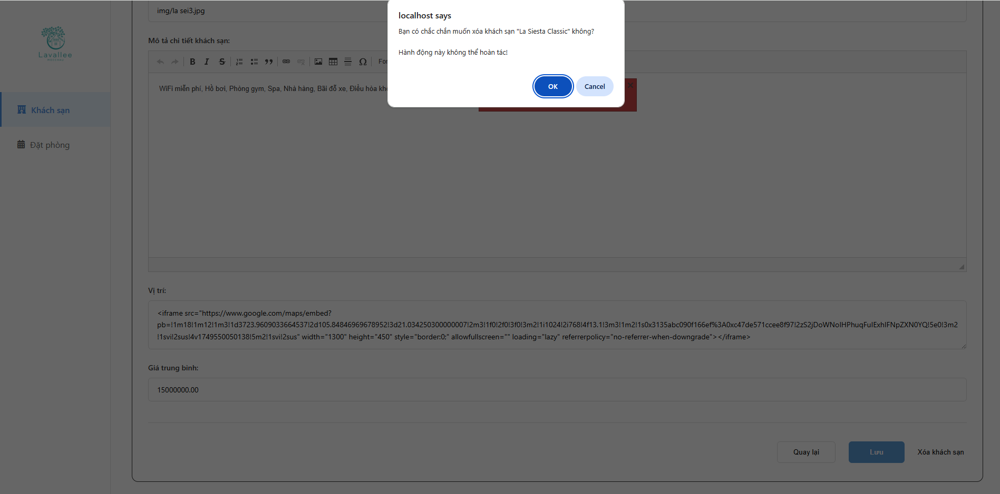 img/la sei3.jpg
localhost says
Bạn có chắc chắn muốn xóa khách sạn "La Siesta Classic" không?
Hành động này không thể hoàn tác!
OK
Cancel
Lavallee
Mô tả chi tiết khách sạn:
B I S
For
WiFi miễn phí, Hồ bơi, Phòng gym, Spa, Nhà hàng, Bãi đỗ xe, Điều hòa
Khách sạn
Đặt phòng
Vị trí:
<iframe src="https://www.google.com/maps/embed?
pb=!1m18!1m12!1m3!1d3723.9609033664537!2d105.84846969678952!3d21.034250300000007!2m3!1f0!2f0!3f0!3m2!1i1024!2i768!4f13.1!3m3!1m2!1s0x3135abc090f166ef%3A0xc47de571ccee8f97!2zS2jDoWNoIHPhuqFuIExhIFNpZXN0YQ!5e0!3m2
!1svi!2sus!4v1749550050138!5m2!1svi!2sus" width="1300" height="450" style="border:0;" allowfullscreen="" loading="lazy" referrerpolicy="no-referrer-when-downgrade"></iframe>
Giá trung bình:
15000000.00
Quay lại
Lưu
Xóa khách sạn